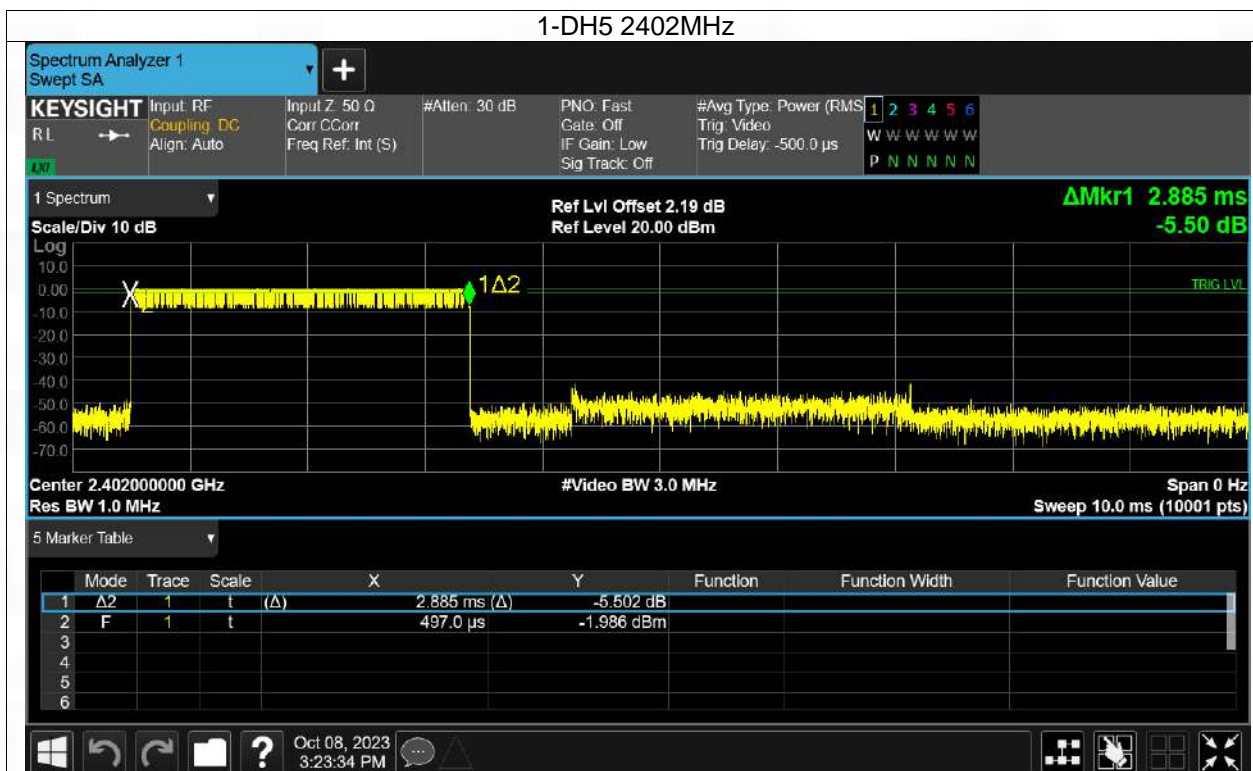 1-DH5 2402MHz
Spectrum Analyzer 1
Swept SA
+
KEYSIGHT
RL
LXI
Input: RF
Coupling: DC
Align: Auto
Input Z: 50 Ω
Corr CCorr
Freq Ref: Int (S)
#Atten: 30 dB
PNO: Fast
Gate: Off
IF Gain: Low
Sig Track: Off
#Avg Type: Power (RMS
Trig: Video
Trig Delay: -500.0 µs
1 2 3 4 5 6
W W W W W W
P N N N N N
1 Spectrum
Scale/Div 10 dB
Ref Lvl Offset 2.19 dB
Ref Level 20.00 dBm
ΔMkr1 2.885 ms
-5.50 dB
Log
10.0
0.00
-10.0
-20.0
-30.0
-40.0
-50.0
-60.0
-70.0
1Δ2
TRIG LVL
Center 2.402000000 GHz
#Video BW 3.0 MHz
Span 0 Hz
Res BW 1.0 MHz
Sweep 10.0 ms (10001 pts)
5 Marker Table
Mode Trace Scale X Y Function Function Width Function Value
1 Δ2 1 t (Δ) 2.885 ms (Δ) -5.502 dB
2 F 1 t 497.0 µs -1.986 dBm
3
4
5
6
?
Oct 08, 2023
3:23:34 PM